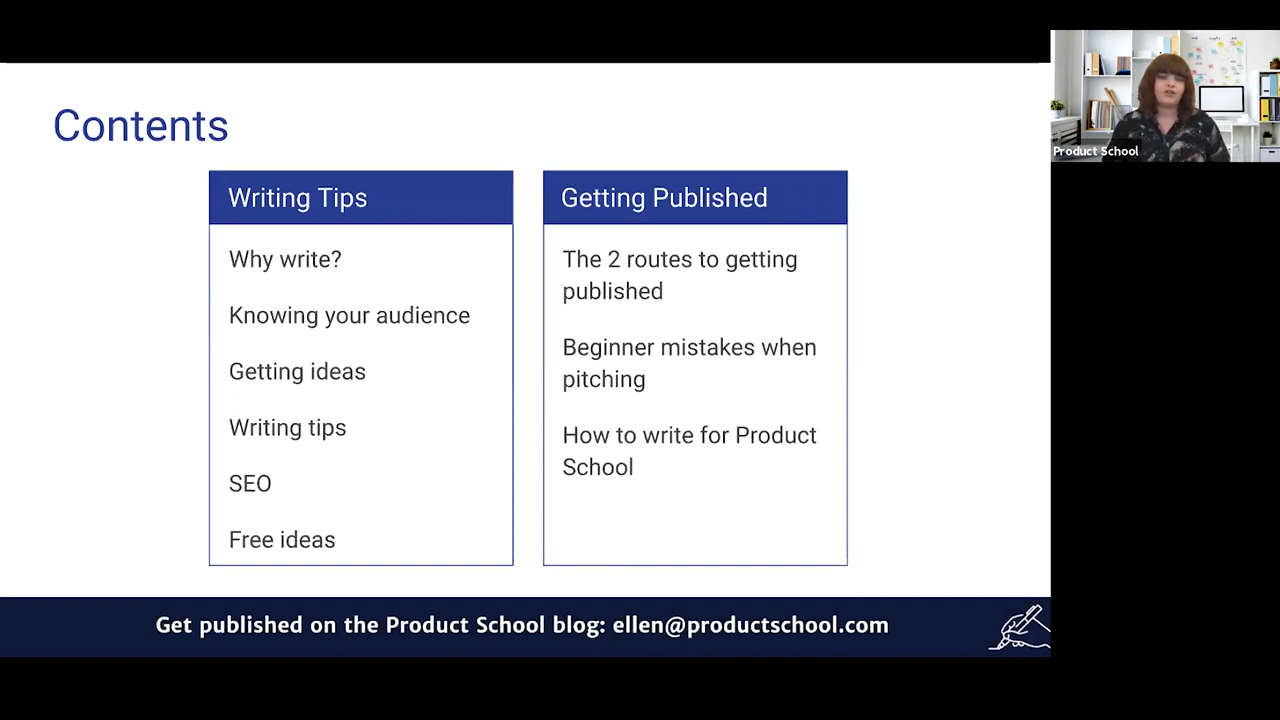 Contents
Writing Tips
Why write?
Knowing your audience
Getting ideas
Writing tips
SEO
Free ideas
Getting Published
The 2 routes to getting
published
Beginner mistakes when
pitching
How to write for Product
School
Get published on the Product School blog: ellen@productschool.com
Product School